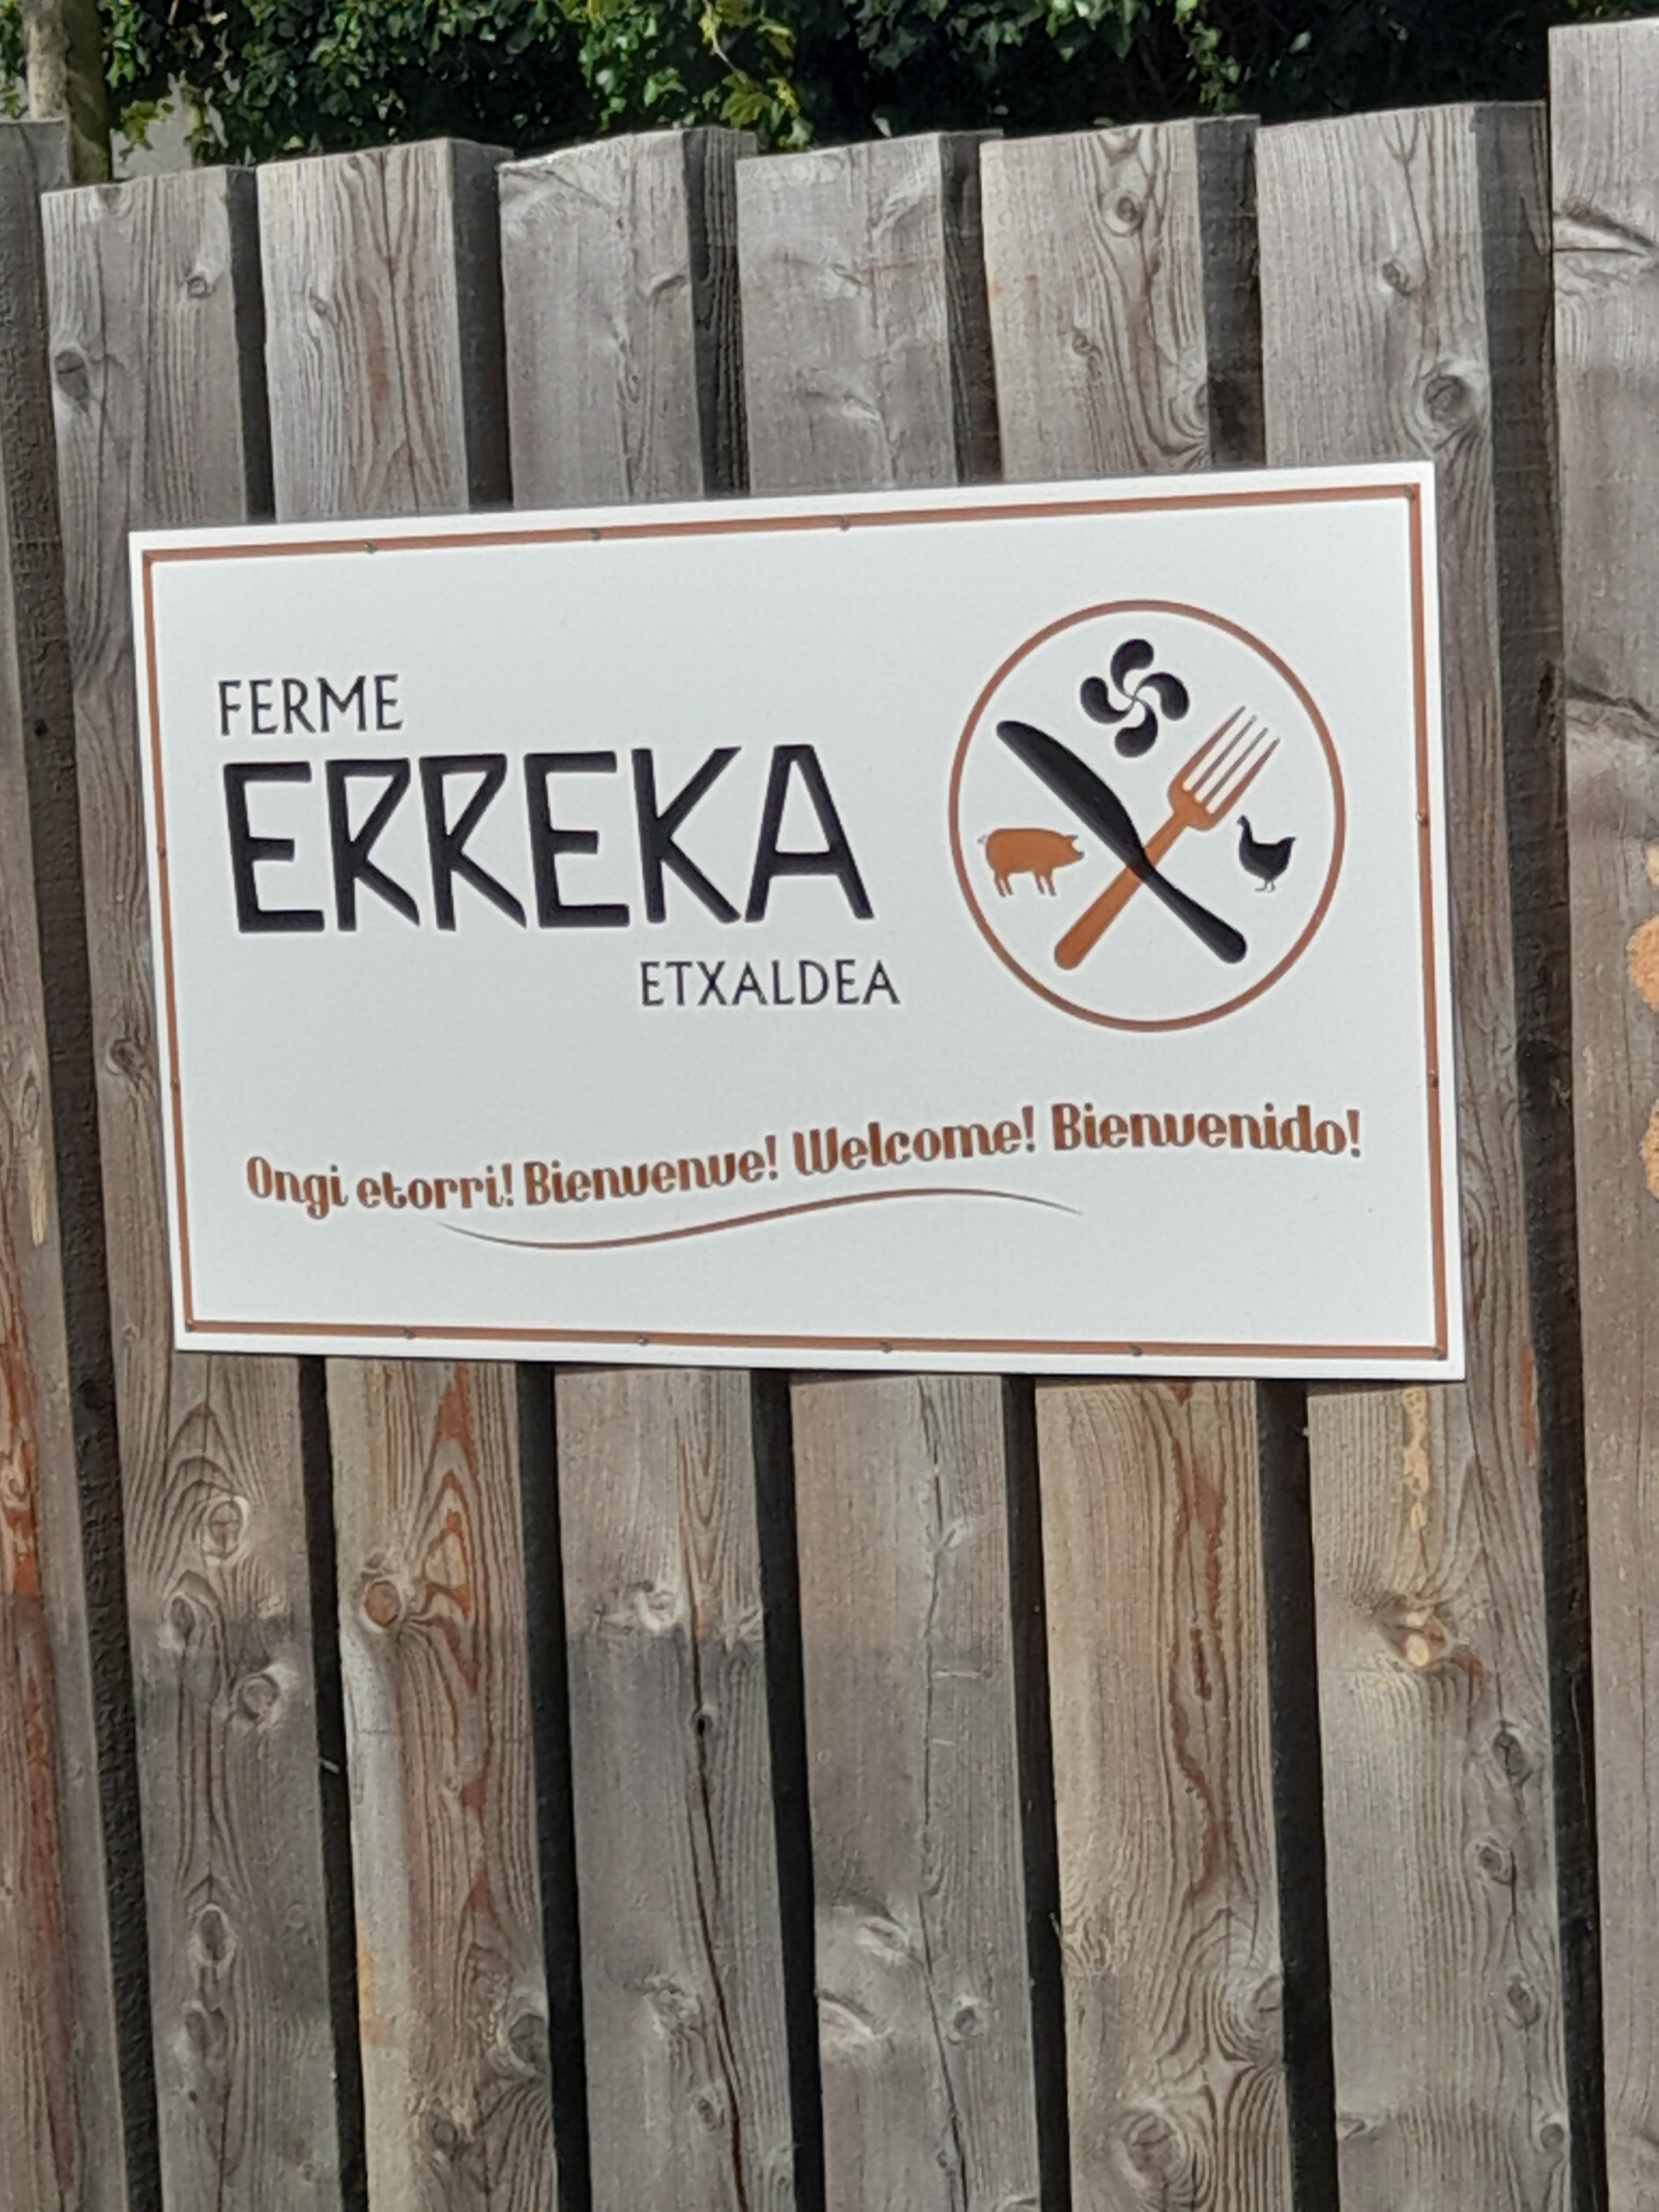 FERME
ERREKA
ETXALDEA
Ongi etorri! Bienvenue! Welcome! Bienvenido!